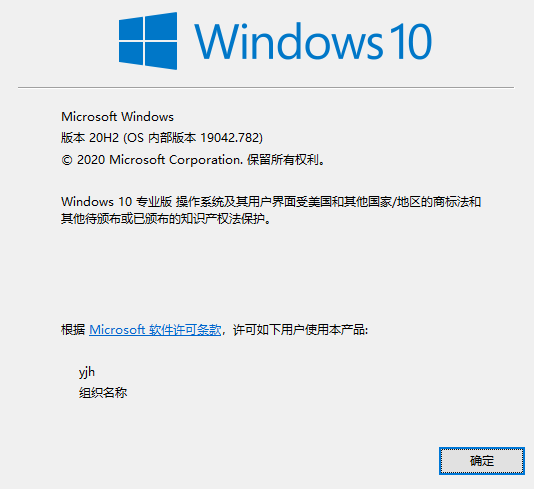 Windows 10
Microsoft Windows
版本 20H2 (OS 内部版本 19042.782)
© 2020 Microsoft Corporation. 保留所有权利。
Windows 10 专业版 操作系统及其用户界面受美国和其他国家/地区的商标法和
其他待颁布或已颁布的知识产权法保护。
根据 Microsoft 软件许可条款，许可如下用户使用本产品:
yjh
组织名称
确定